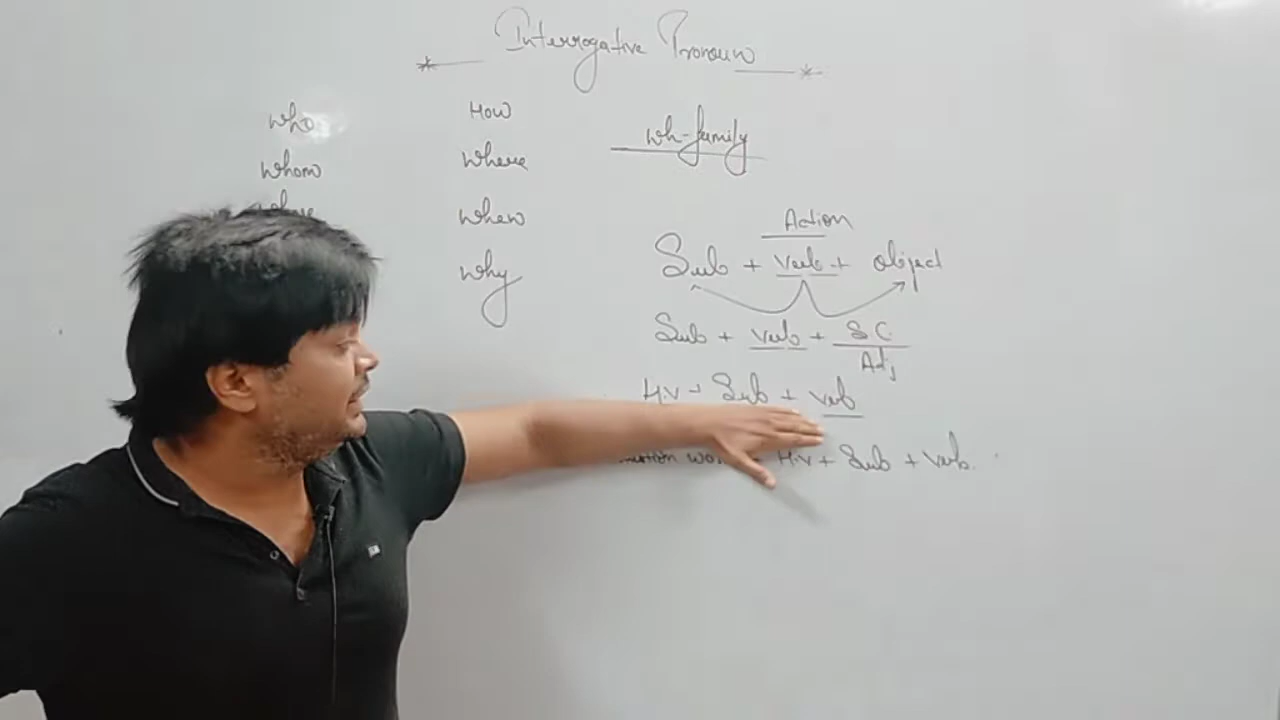 Interrogative Pronoun
who
whom
How
where
when
why
wh-family
Action
Sub + verb + object
Sub + verb + S C
Adj
H.V + Sub + verb
H.V + Sub + Verb.